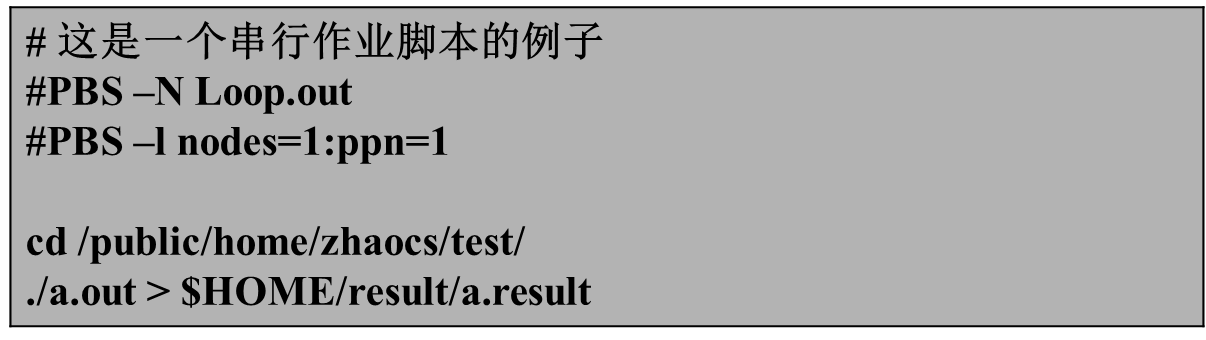 # 这是一个串行作业脚本的例子
#PBS –N Loop.out
#PBS –l nodes=1:ppn=1
cd /public/home/zhaocs/test/
./a.out > $HOME/result/a.result